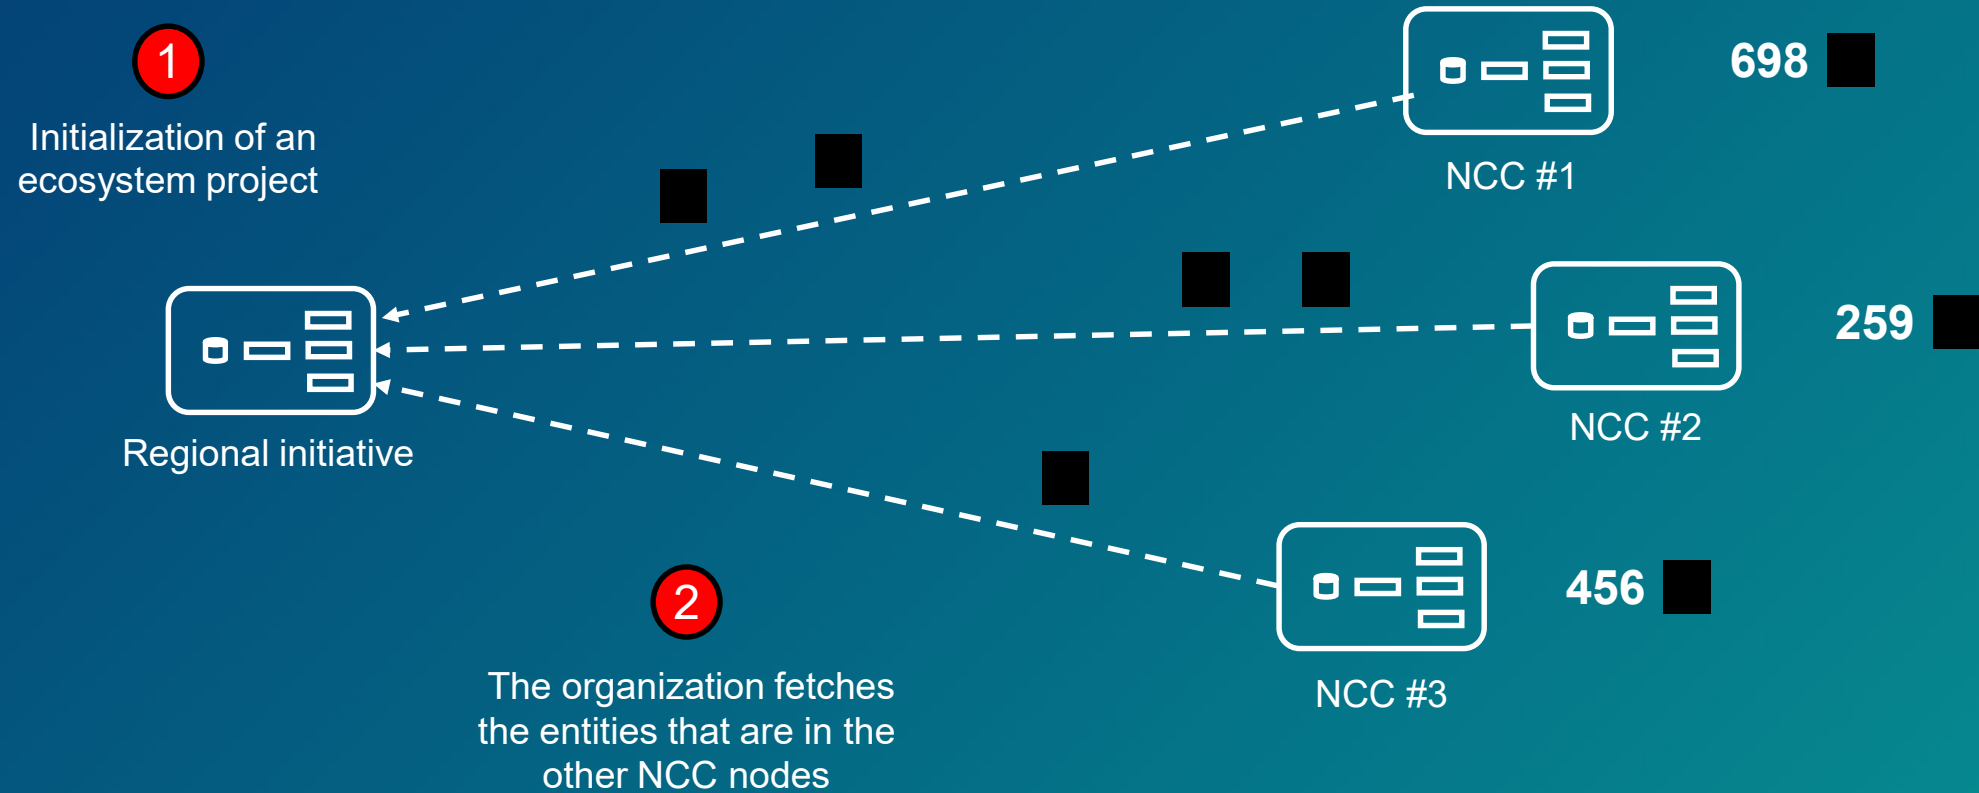 1
Initialization of an
ecosystem project
698
NCC #1
259
NCC #2
Regional initiative
456
NCC #3
2
The organization fetches
the entities that are in the
other NCC nodes